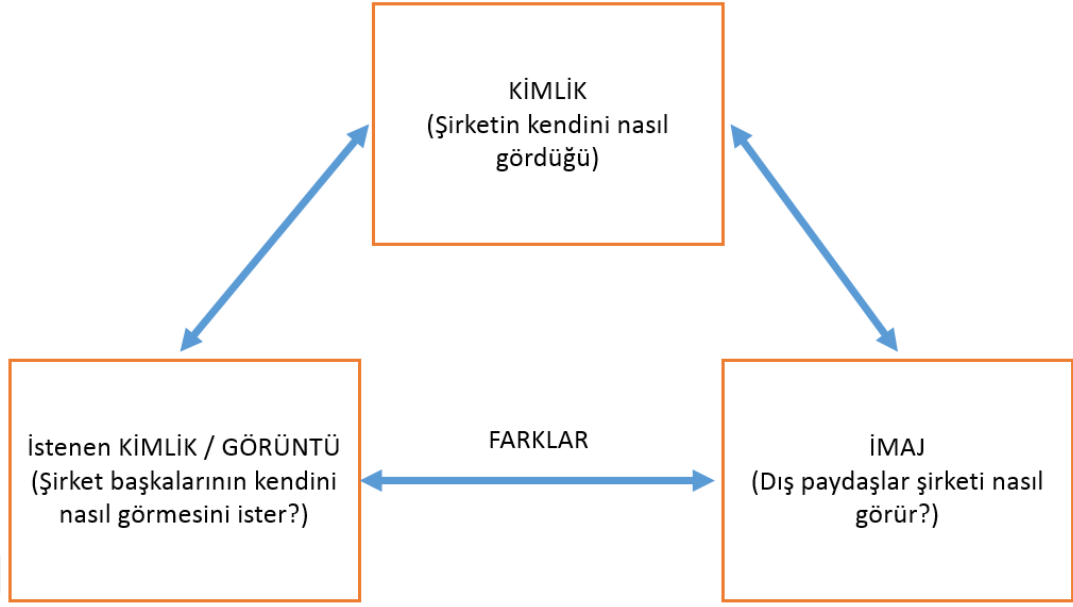 KİMLİK
(Şirketin kendini nasıl
gördüğü)
İstenen KİMLİK / GÖRÜNTÜ
(Şirket başkalarının kendini
nasıl görmesini ister?)
FARKLAR
İMAJ
(Dış paydaşlar şirketi nasıl
görür?)